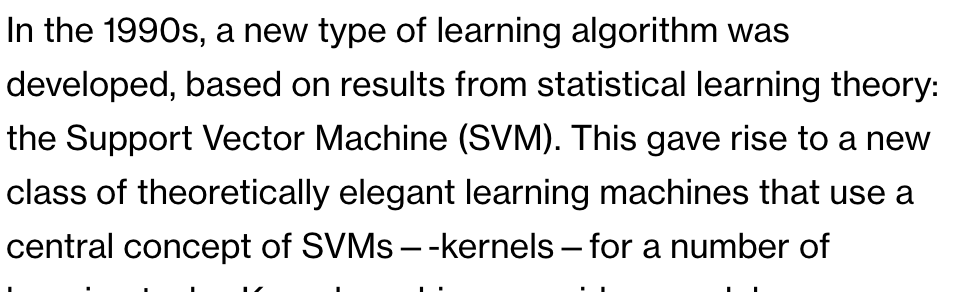 In the 1990s, a new type of learning algorithm was
developed, based on results from statistical learning theory:
the Support Vector Machine (SVM). This gave rise to a new
class of theoretically elegant learning machines that use a
central concept of SVMs — -kernels — for a number of